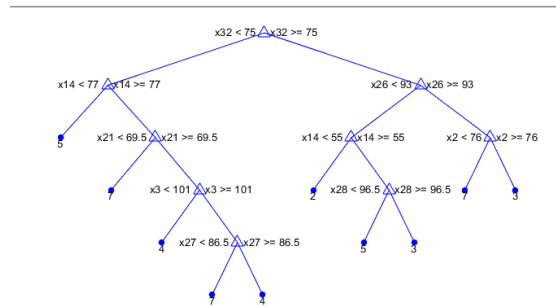 x32 < 75 x32 >= 75
x14 < 77 x14 >= 77 x26 < 93 x26 >= 93
5 x21 < 69.5 x21 >= 69.5 x14 < 55 x14 >= 55 x2 < 76 x2 >= 76
7 x3 < 101 x3 >= 101 2 x28 < 96.5 x28 >= 96.5 7 3
4 x27 < 86.5 x27 >= 86.5 5 3
7 4